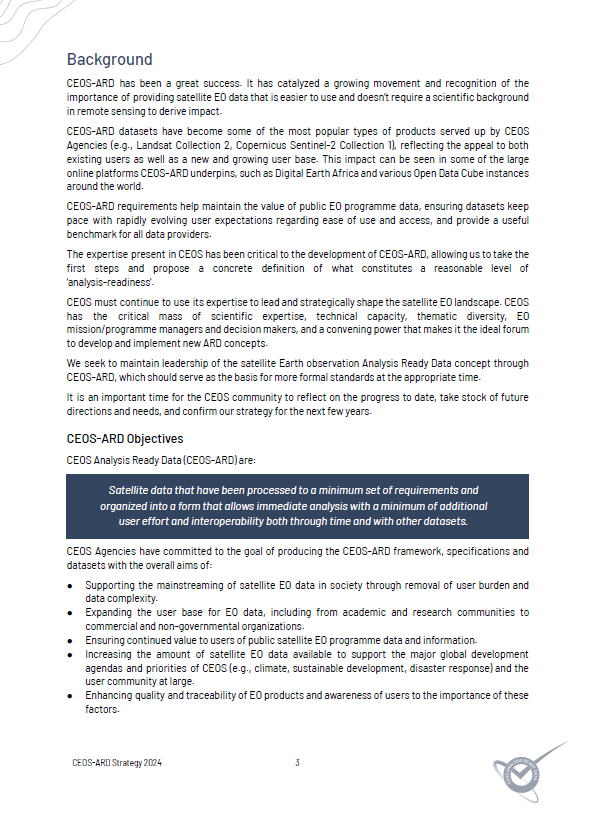 Background
CEOS-ARD has been a great success. It has catalyzed a growing movement and recognition of the
importance of providing satellite EO data that is easier to use and doesn't require a scientific background
in remote sensing to derive impact.
CEOS-ARD datasets have become some of the most popular types of products served up by CEOS
Agencies (e.g., Landsat Collection 2, Copernicus Sentinel-2 Collection 1), reflecting the appeal to both
existing users as well as a new and growing user base. This impact can be seen in some of the large
online platforms CEOS-ARD underpins, such as Digital Earth Africa and various Open Data Cube instances
around the world.
CEOS-ARD requirements help maintain the value of public EO programme data, ensuring datasets keep
pace with rapidly evolving user expectations regarding ease of use and access, and provide a useful
benchmark for all data providers.
The expertise present in CEOS has been critical to the development of CEOS-ARD, allowing us to take the
first steps and propose a concrete definition of what constitutes a reasonable level of
'analysis-readiness'.
CEOS must continue to use its expertise to lead and strategically shape the satellite EO landscape. CEOS
has the critical mass of scientific expertise, technical capacity, thematic diversity, EO
mission/programme managers and decision makers, and a convening power that makes it the ideal forum
to develop and implement new ARD concepts.
We seek to maintain leadership of the satellite Earth observation Analysis Ready Data concept through
CEOS-ARD, which should serve as the basis for more formal standards at the appropriate time.
It is an important time for the CEOS community to reflect on the progress to date, take stock of future
directions and needs, and confirm our strategy for the next few years.
CEOS-ARD Objectives
CEOS Analysis Ready Data (CEOS-ARD) are:
Satellite data that have been processed to a minimum set of requirements and
organized into a form that allows immediate analysis with a minimum of additional
user effort and interoperability both through time and with other datasets.
CEOS Agencies have committed to the goal of producing the CEOS-ARD framework, specifications and
datasets with the overall aims of:
● Supporting the mainstreaming of satellite EO data in society through removal of user burden and
data complexity.
● Expanding the user base for EO data, including from academic and research communities to
commercial and non-governmental organizations.
● Ensuring continued value to users of public satellite EO programme data and information.
● Increasing the amount of satellite EO data available to support the major global development
agendas and priorities of CEOS (e.g., climate, sustainable development, disaster response) and the
user community at large.
● Enhancing quality and traceability of EO products and awareness of users to the importance of these
factors.
CEOS-ARD Strategy 2024
3